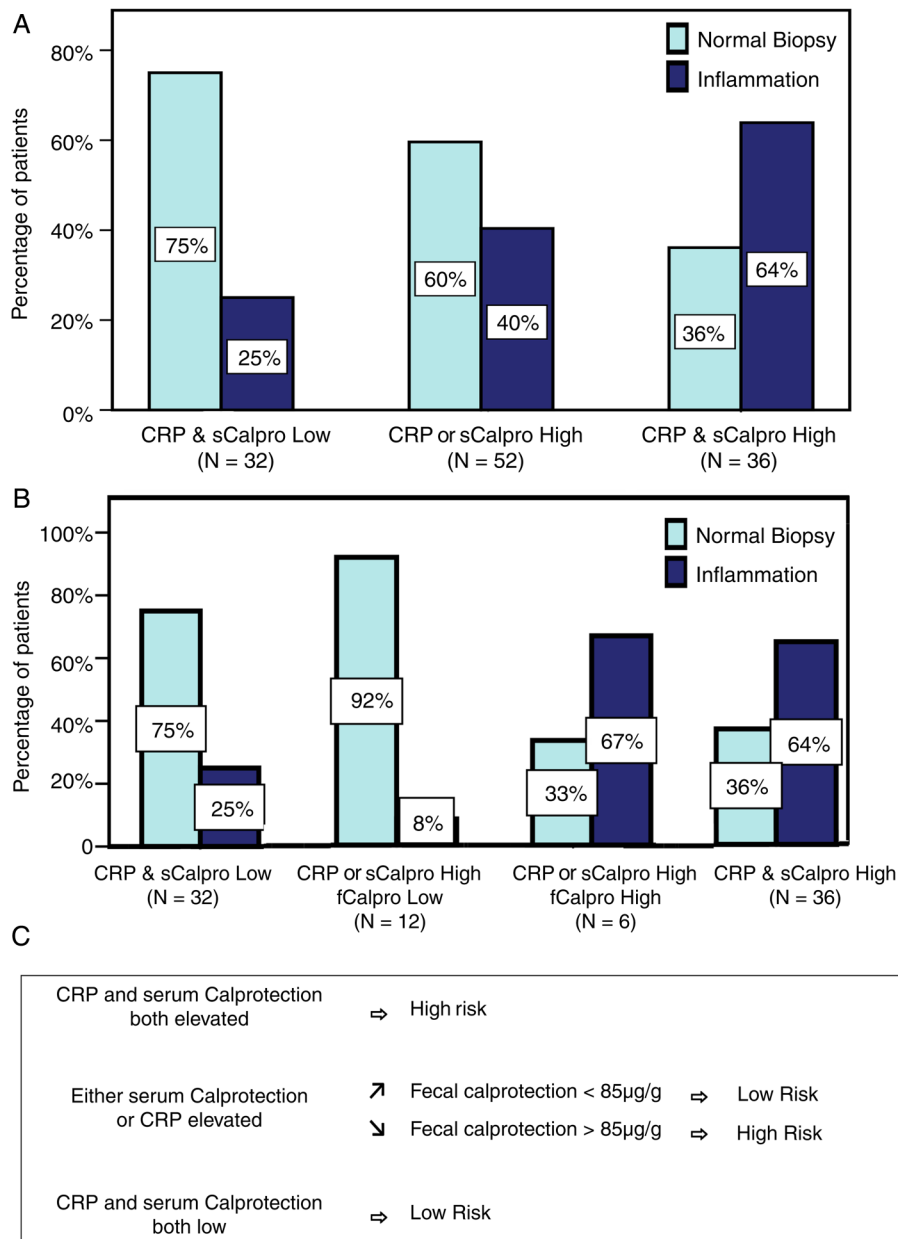 A
Normal Biopsy
Inflammation
Percentage of patients
80%
60%
40%
20%
0%
75%
25%
60%
40%
36%
64%
CRP & sCalpro Low
(N = 32)
CRP or sCalpro High
(N = 52)
CRP & sCalpro High
(N = 36)
B
Normal Biopsy
Inflammation
Percentage of patients
100%
80%
60%
40%
20%
0
75%
25%
92%
8%
33%
67%
36%
64%
CRP & sCalpro Low
(N = 32)
CRP or sCalpro High
fCalpro Low
(N = 12)
CRP or sCalpro High
fCalpro High
(N = 6)
CRP & sCalpro High
(N = 36)
C
CRP and serum Calprotection
both elevated
⇨ High risk
Either serum Calprotection
or CRP elevated
↗ Fecal calprotection < 85µg/g ⇨ Low Risk
↘ Fecal calprotection > 85µg/g ⇨ High Risk
CRP and serum Calprotection
both low
⇨ Low Risk